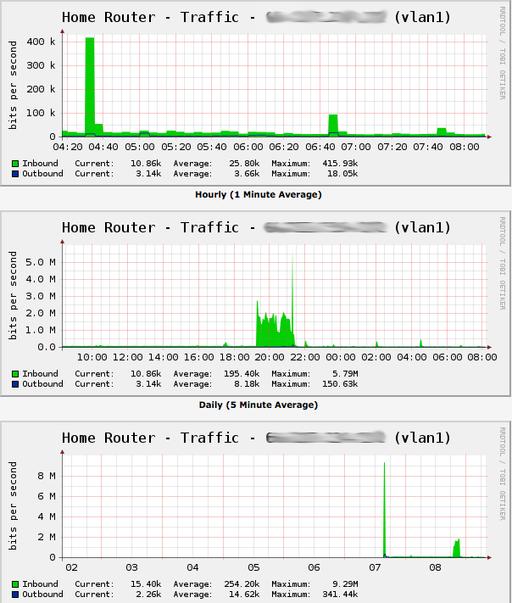 Home Router - Traffic - (vlan1)
RRDTOOL / TOBI OETIKER
bits per second
400 k
300 k
200 k
100 k
0
04:20 04:40 05:00 05:20 05:40 06:00 06:20 06:40 07:00 07:20 07:40 08:00
Inbound Current: 10.86k Average: 25.80k Maximum: 415.93k
Outbound Current: 3.14k Average: 3.66k Maximum: 18.05k
Hourly (1 Minute Average)
Home Router - Traffic - (vlan1)
RRDTOOL / TOBI OETIKER
bits per second
5.0 M
4.0 M
3.0 M
2.0 M
1.0 M
0.0
10:00 12:00 14:00 16:00 18:00 20:00 22:00 00:00 02:00 04:00 06:00 08:00
Inbound Current: 10.86k Average: 195.40k Maximum: 5.79M
Outbound Current: 3.14k Average: 8.18k Maximum: 150.63k
Daily (5 Minute Average)
Home Router - Traffic - (vlan1)
RRDTOOL / TOBI OETIKER
bits per second
8 M
6 M
4 M
2 M
0
02 03 04 05 06 07 08
Inbound Current: 15.40k Average: 254.20k Maximum: 9.29M
Outbound Current: 2.26k Average: 14.62k Maximum: 341.44k